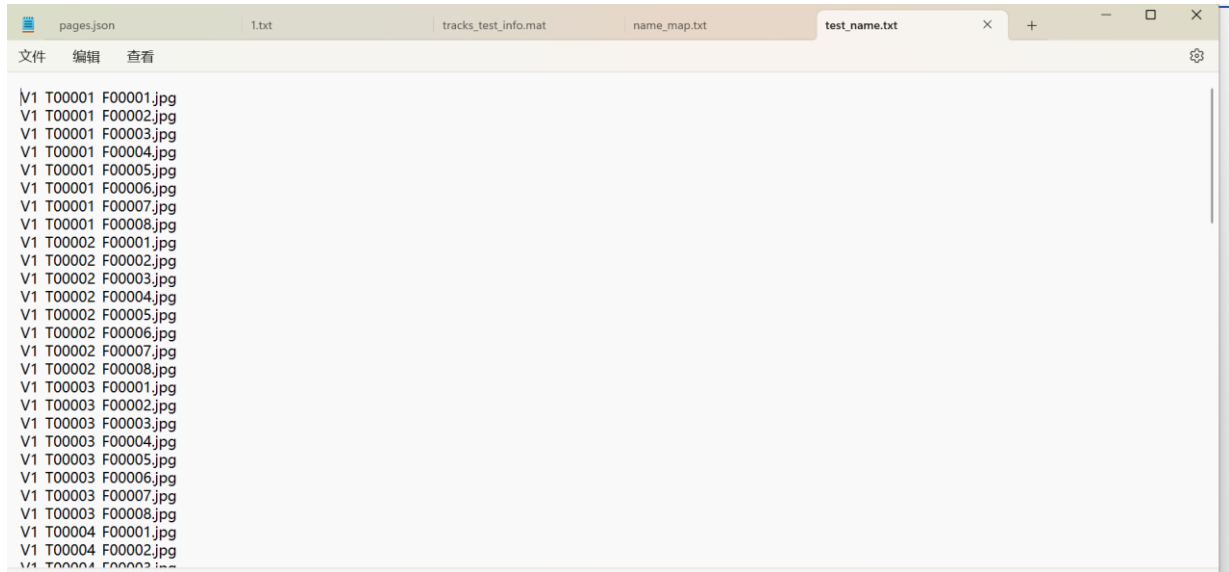 pages.json 1.txt tracks_test_info.mat name_map.txt test_name.txt
文件 编辑 查看
V1 T00001 F00001.jpg
V1 T00001 F00002.jpg
V1 T00001 F00003.jpg
V1 T00001 F00004.jpg
V1 T00001 F00005.jpg
V1 T00001 F00006.jpg
V1 T00001 F00007.jpg
V1 T00001 F00008.jpg
V1 T00002 F00001.jpg
V1 T00002 F00002.jpg
V1 T00002 F00003.jpg
V1 T00002 F00004.jpg
V1 T00002 F00005.jpg
V1 T00002 F00006.jpg
V1 T00002 F00007.jpg
V1 T00002 F00008.jpg
V1 T00003 F00001.jpg
V1 T00003 F00002.jpg
V1 T00003 F00003.jpg
V1 T00003 F00004.jpg
V1 T00003 F00005.jpg
V1 T00003 F00006.jpg
V1 T00003 F00007.jpg
V1 T00003 F00008.jpg
V1 T00004 F00001.jpg
V1 T00004 F00002.jpg
V1 T00004 F00003.jpg